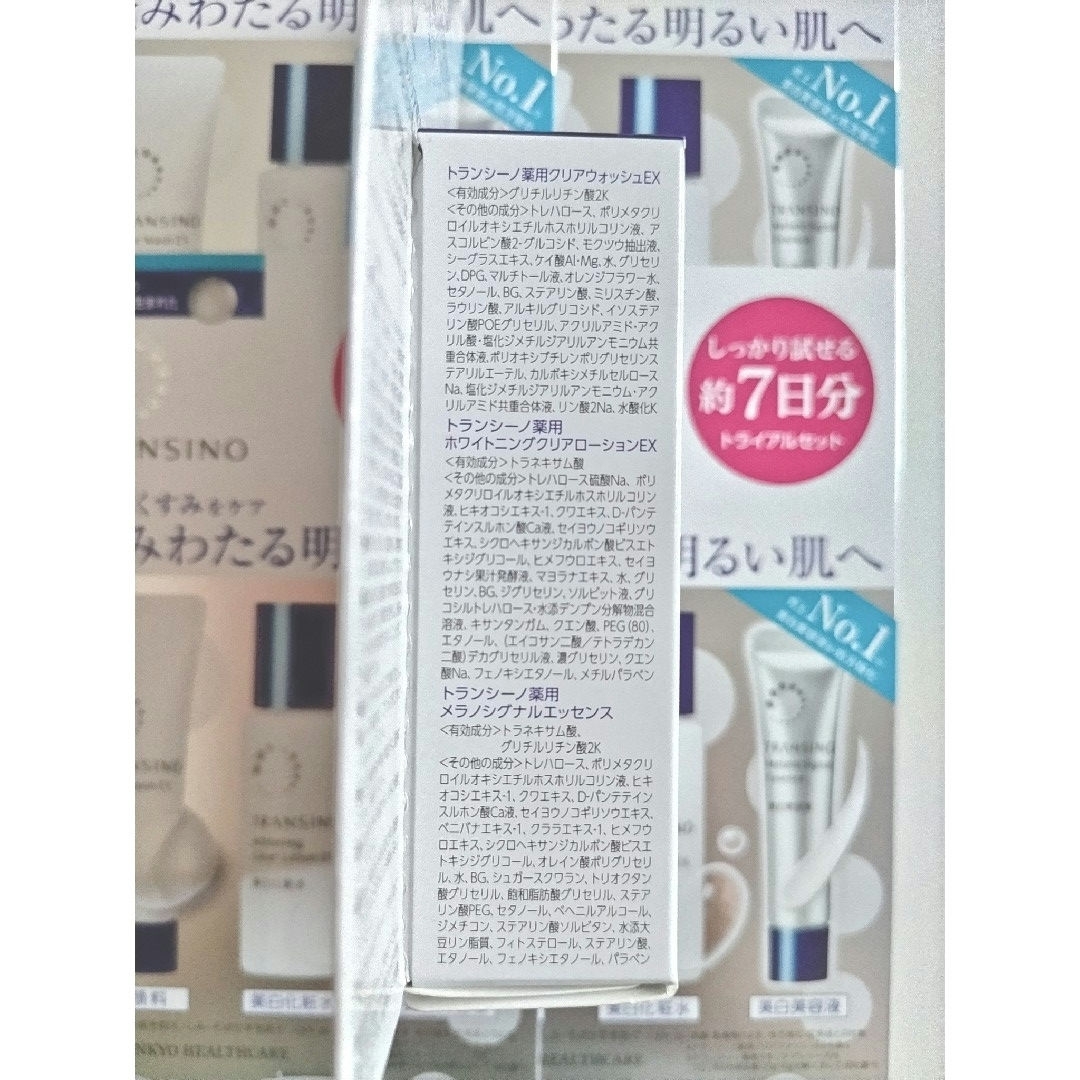 みわたる明
肌へ
わたる明るい肌へ
No.1
No.1
TRANSINO
しっかり試せる
約7日分
トライアルセット
トランシーノ薬用クリアウォッシュEX
<有効成分>グリチルリチン酸2K
<その他の成分>トレハロース、ポリメタクリ
ロイルオキシエチルホスホリルコリン液、ア
スコルビン酸2-グルコシド、モクツウ抽出液、
シーグラスエキス、ケイ酸Al・Mg、水、グリセリ
ン、DPG、マルチトール液、オレンジフラワー水、
セタノール、BG、ステアリン酸、ミリスチン酸、
ラウリン酸、アルキルグリコシド、イソステア
リン酸POEグリセリル、アクリルアミド・アク
リル酸・塩化ジメチルジアリルアンモニウム共
重合体液、ポリオキシブチレンポリグリセリンス
テアリルエーテル、カルボキシメチルセルロース
Na、塩化ジメチルジアリルアンモニウム・アク
リルアミド共重合体液、リン酸2Na、水酸化K
トランシーノ薬用
ホワイトニングクリアローションEX
<有効成分>トラネキサム酸
<その他の成分>トレハロース硫酸Na、ポリ
メタクリロイルオキシエチルホスホリルコリン
液、ヒキオコシエキス-1、クワエキス、D-パンテ
テインスルホン酸Ca液、セイヨウノコギリソウ
エキス、シクロヘキサンジカルボン酸ビスエト
キシジグリコール、ヒメフウロエキス、セイヨ
ウナシ果汁発酵液、マヨラナエキス、水、グリ
セリン、BG、ジグリセリン、ソルビット液、グリ
コシルトレハロース・水添デンプン分解物混合
溶液、キサンタンガム、クエン酸、PEG(80)、
エタノール、(エイコサン二酸/テトラデカン
二酸)デカグリセリル液、濃グリセリン、クエン
酸Na、フェノキシエタノール、メチルパラベン
トランシーノ薬用
メラノシグナルエッセンス
<有効成分>トラネキサム酸、
グリチルリチン酸2K
<その他の成分>トレハロース、ポリメタクリ
ロイルオキシエチルホスホリルコリン液、ヒキ
オコシエキス-1、クワエキス、D-パンテテイン
スルホン酸Ca液、セイヨウノコギリソウエキス、
ベニバナエキス-1、クララエキス-1、ヒメフウ
ロエキス、シクロヘキサンジカルボン酸ビスエ
トキシジグリコール、オレイン酸ポリグリセリ
ル、水、BG、シュガースクワラン、トリオクタン
酸グリセリル、飽和脂肪酸グリセリル、ステア
リン酸PEG、セタノール、ベヘニルアルコール、
ジメチコン、ステアリン酸ソルビタン、水添大
豆リン脂質、フィトステロール、ステアリン酸、
エタノール、フェノキシエタノール、パラベン
NSINO
くすみをケア
みわたる明
明るい肌へ
No.1
TRANSINO
TRANSINO
美白化粧水
美白化粧水
美白美容液
NKYO HEALTHCARE
DAIICHI SANKYO HEALTHCARE